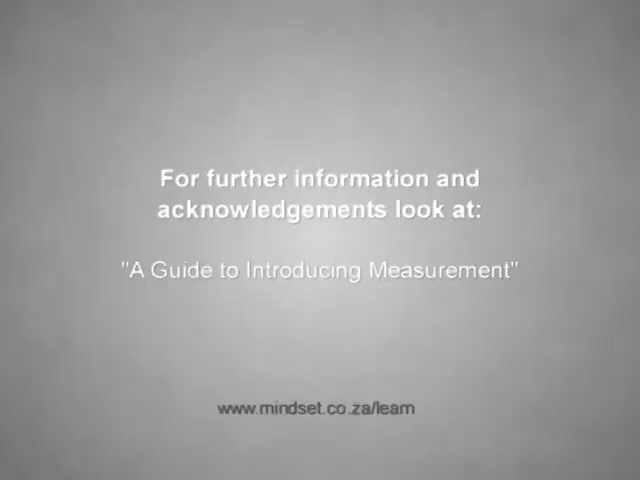 For further information and
acknowledgements look at:
"A Guide to Introducing Measurement"
www.mindset.co.za/learn